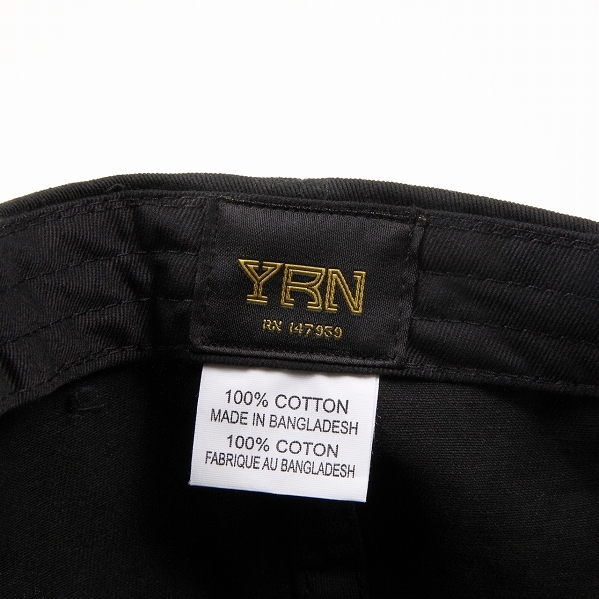 YRN
RN 147939
100% COTTON
MADE IN BANGLADESH
100% COTON
FABRIQUE AU BANGLADESH